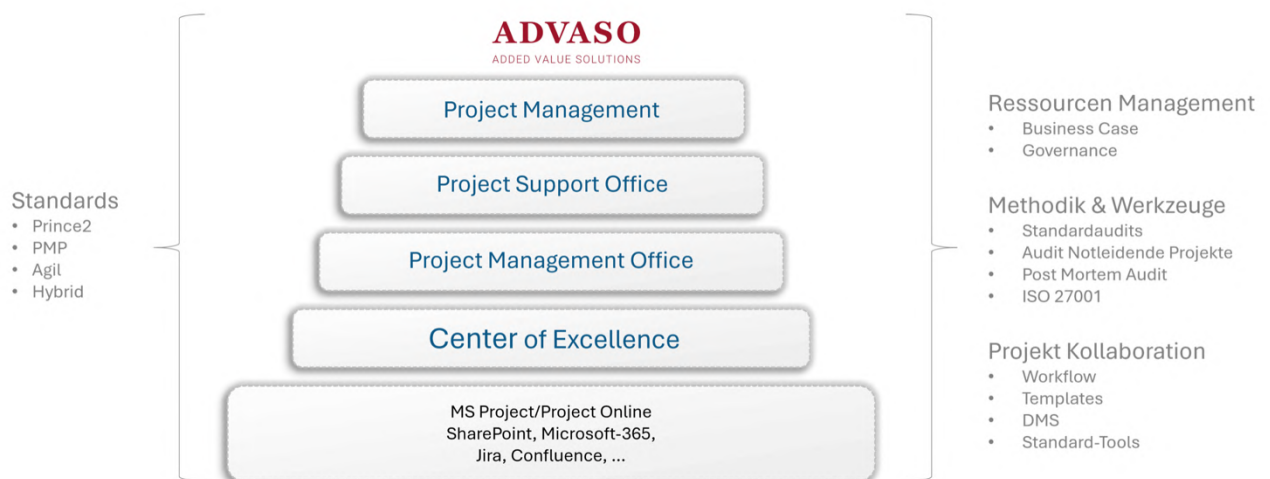 ADVASO
ADDED VALUE SOLUTIONS
Project Management
Project Support Office
Project Management Office
Center of Excellence
MS Project/Project Online
SharePoint, Microsoft-365,
Jira, Confluence, ...
Standards
• Prince2
• PMP
• Agil
• Hybrid
Ressourcen Management
• Business Case
• Governance
Methodik & Werkzeuge
• Standardaudits
• Audit Notleidende Projekte
• Post Mortem Audit
• ISO 27001
Projekt Kollaboration
• Workflow
• Templates
• DMS
• Standard-Tools